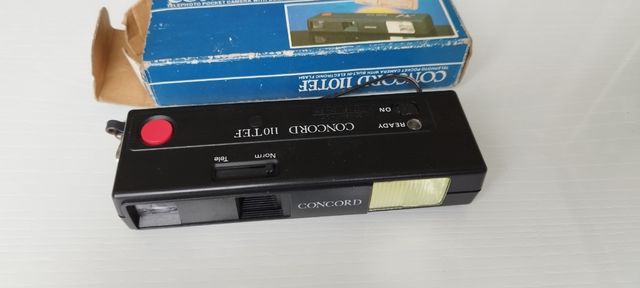 TELEPHOTO POCKET CAMERA WITH
CONCORD 110TEF
TELEPHOTO POCKET CAMERA WITH BUILT-IN ELECTRONIC FLASH
ON
READY
CONCORD 110TEF
Norm
Tele
CONCORD